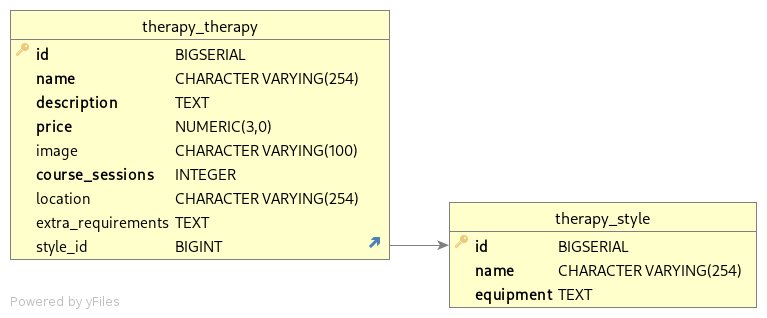 therapy_therapy
id BIGSERIAL
name CHARACTER VARYING(254)
description TEXT
price NUMERIC(3,0)
image CHARACTER VARYING(100)
course_sessions INTEGER
location CHARACTER VARYING(254)
extra_requirements TEXT
style_id BIGINT
therapy_style
id BIGSERIAL
name CHARACTER VARYING(254)
equipment TEXT
Powered by yFiles